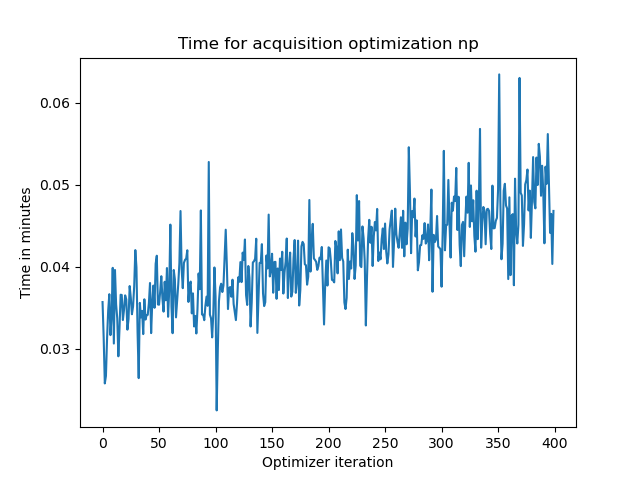 Time for acquisition optimization np
0.06
0.05
0.04
0.03
Time in minutes
0 50 100 150 200 250 300 350 400
Optimizer iteration